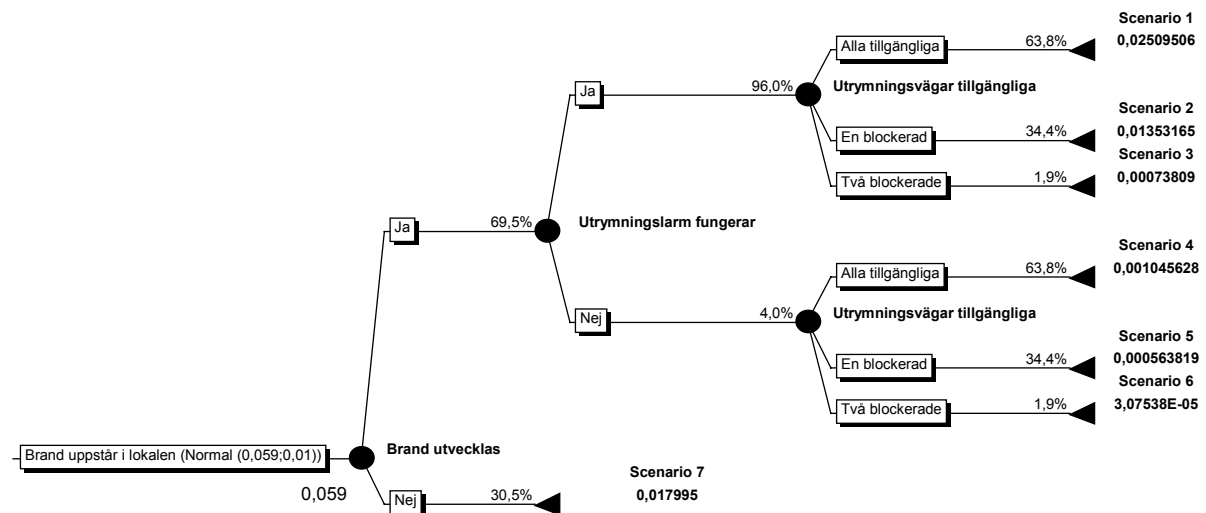 Scenario 1
Alla tillgängliga 63,8% 0,02509506
Ja 96,0% Utrymningsvägar tillgängliga
Scenario 2
En blockerad 34,4% 0,01353165
Scenario 3
Två blockerade 1,9% 0,00073809
Ja 69,5% Utrymningslarm fungerar
Scenario 4
Alla tillgängliga 63,8% 0,001045628
Nej 4,0% Utrymningsvägar tillgängliga
Scenario 5
En blockerad 34,4% 0,000563819
Scenario 6
Två blockerade 1,9% 3,07538E-05
Brand uppstår i lokalen (Normal (0,059;0,01)) Brand utvecklas
0,059
Scenario 7
Nej 30,5% 0,017995